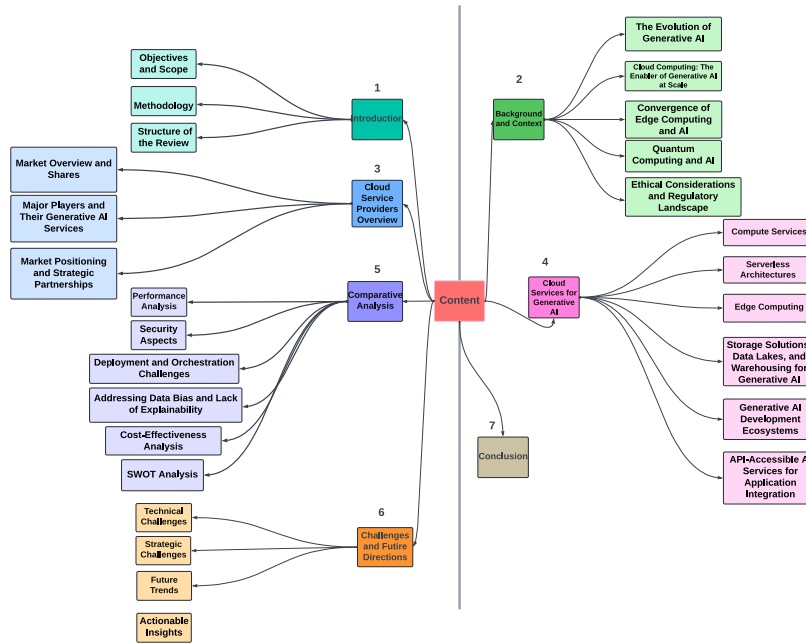 1
Introduction
Objectives
and Scope
Methodology
Structure of
the Review
2
Background
and Context
The Evolution of
Generative AI
Cloud Computing: The
Enabler of Generative AI
at Scale
Convergence of
Edge Computing
and AI
Quantum
Computing and AI
Ethical Considerations
and Regulatory
Landscape
3
Cloud
Service
Providers
Overview
Market Overview and
Shares
Major Players and
Their Generative AI
Services
Market Positioning
and Strategic
Partnerships
4
Cloud
Services for
Generative
AI
Compute Services
Serverless
Architectures
Edge Computing
Storage Solutions,
Data Lakes, and
Warehousing for
Generative AI
Generative AI
Development
Ecosystems
API-Accessible A
Services for
Application
Integration
5
Comparative
Analysis
Performance
Analysis
Security
Aspects
Deployment and Orchestration
Challenges
Addressing Data Bias and Lack
of Explainability
Cost-Effectiveness
Analysis
SWOT Analysis
Content
6
Challenges
and Futire
Directions
Technical
Challenges
Strategic
Challenges
Future
Trends
Actionable
Insights
7
Conclusion